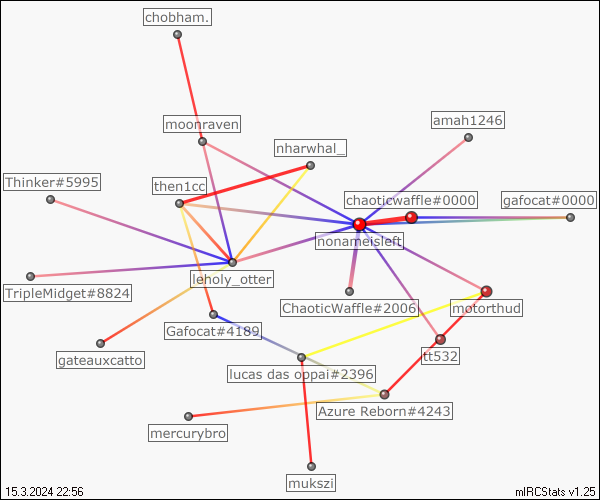 chobham.
moonraven
amah1246
nharwhal_
Thinker#5995
then1cc
chaoticwaffle#0000
gafocat#0000
nonameisleft
leholy_otter
TripleMidget#8824
ChaoticWaffle#2006
motorthud
Gafocat#4189
gateauxcatto
tt532
lucas das oppai#2396
Azure Reborn#4243
mercurybro
mukszi
15.3.2024 22:56
mIRCStats v1.25